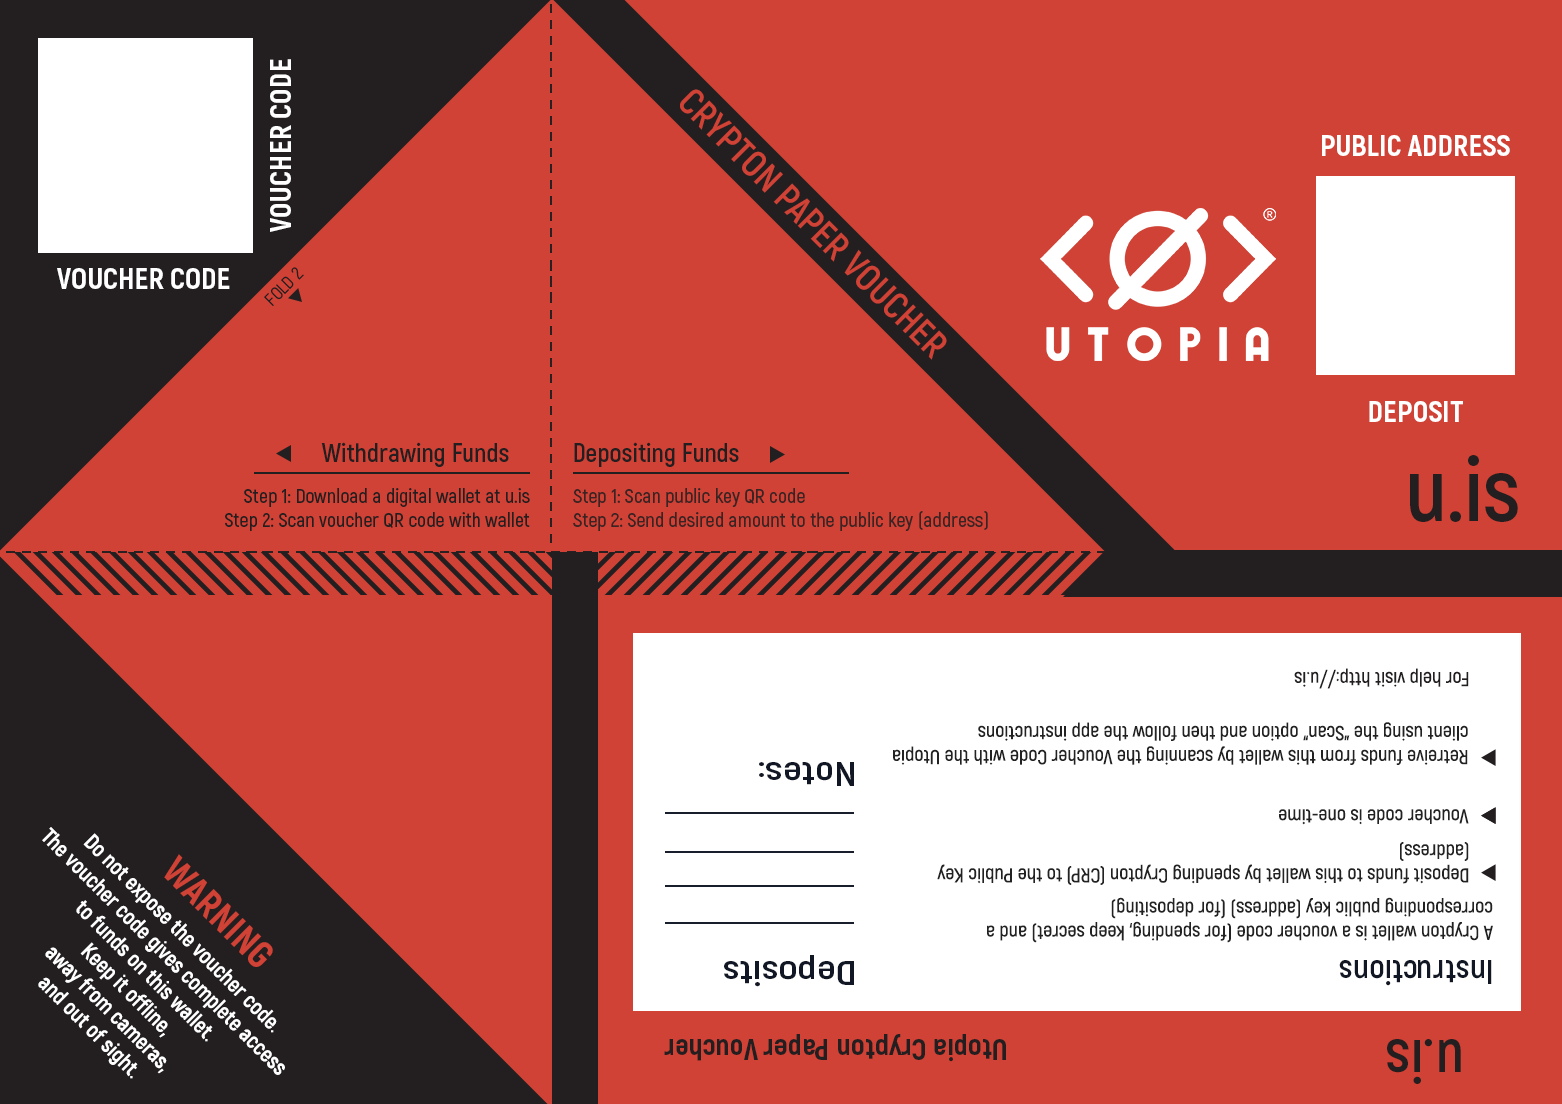 VOUCHER CODE
VOUCHER CODE
FOLD 2
CRYPTON PAPER VOUCHER
PUBLIC ADDRESS
®
UTOPIA
DEPOSIT
u.is
Withdrawing Funds
Step 1: Download a digital wallet at u.is
Step 2: Scan voucher QR code with wallet
Depositing Funds
Step 1: Scan public key QR code
Step 2: Send desired amount to the public key (address)
WARNING
Do not expose the voucher code.
The voucher code gives complete access
to funds on this wallet.
Keep it offline,
away from cameras,
and out of sight.
u.is
Utopia Crypton Paper Voucher
Instructions
A Crypton wallet is a voucher code (for spending, keep secret) and a
corresponding public key (address) (for depositing)
Deposit funds to this wallet by spending Crypton (CRP) to the Public Key
(address)
Voucher code is one-time
Retreive funds from this wallet by scanning the Voucher Code with the Utopia
client using the "Scan" option and then follow the app instructions
For help visit http://u.is
Deposits
Notes: